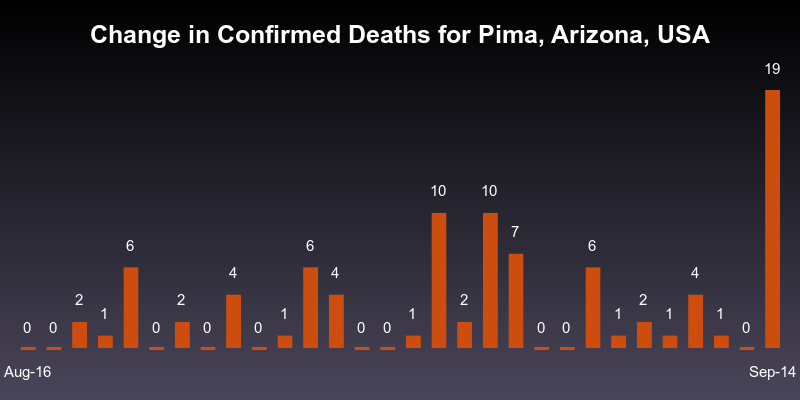 Change in Confirmed Deaths for Pima, Arizona, USA
19
10 10
7
6 6 6
4 4 4
2 2 2 2
1 1 1 1 1 1
0 0 0 0 0 0 0 0 0 0
Aug-16 Sep-14